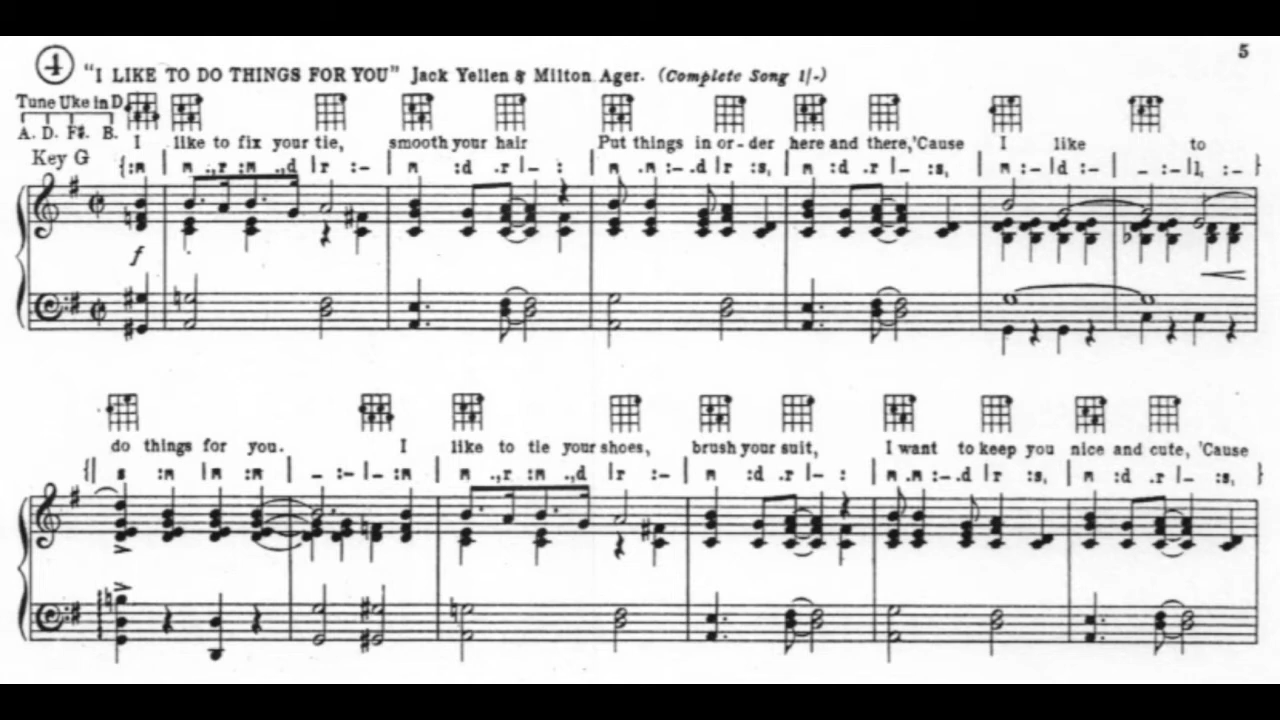 5
4 "I LIKE TO DO THINGS FOR YOU" Jack Yellen & Milton Ager. (Complete Song 1/-)
Tune Uke in D
A. D. F♯. B.
I like to fix your tie, smooth your hair Put things in or-der here and there,'Cause I like to
Key G {:m | m .,r :m .,d | r :– | m :d .r | – : | m .m :– .d | r :s, | m :d .r | – :s, | m :– | d :– | – :– | l, :– }
f
do things for you. I like to tie your shoes, brush your suit, I want to keep you nice and cute, 'Cause
{| s :m | m :m | – :– | – :m | m .,r :m .,d | r :– | m :d .r | – : | m .m :– .d | r :s, | m :d .r | – :s, }